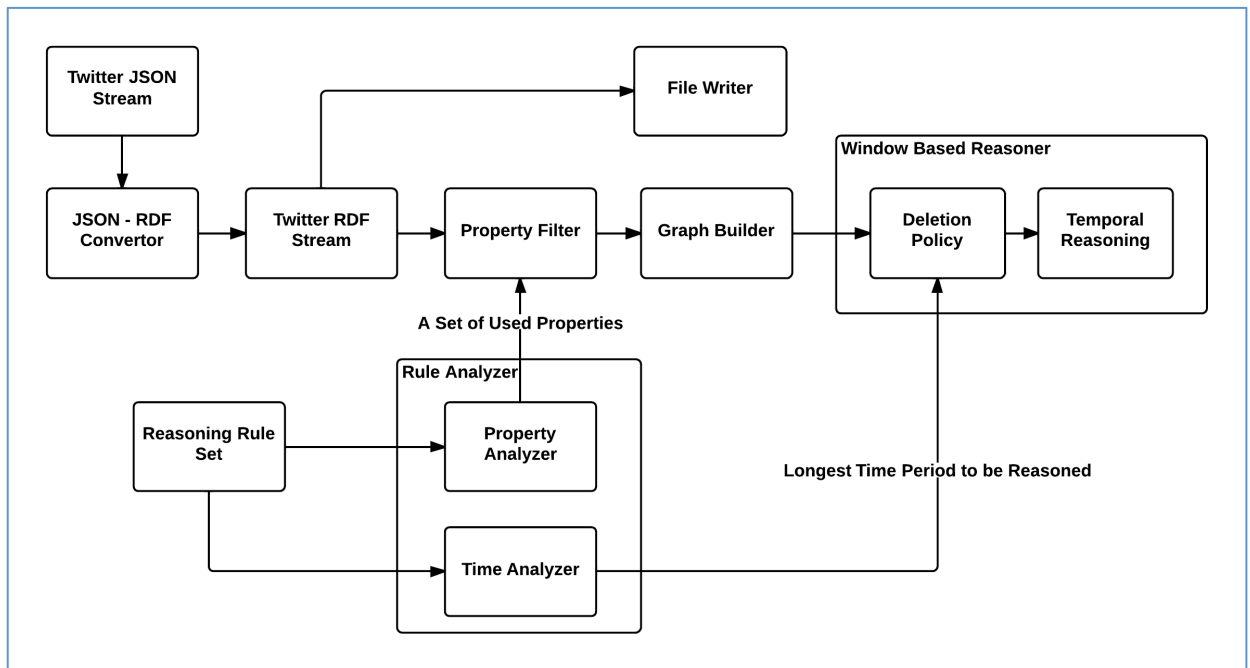 Twitter JSON
Stream
File Writer
Window Based Reasoner
JSON - RDF
Convertor
Twitter RDF
Stream
Property Filter
Graph Builder
Deletion
Policy
Temporal
Reasoning
A Set of Used Properties
Rule Analyzer
Reasoning Rule
Set
Property
Analyzer
Longest Time Period to be Reasoned
Time Analyzer